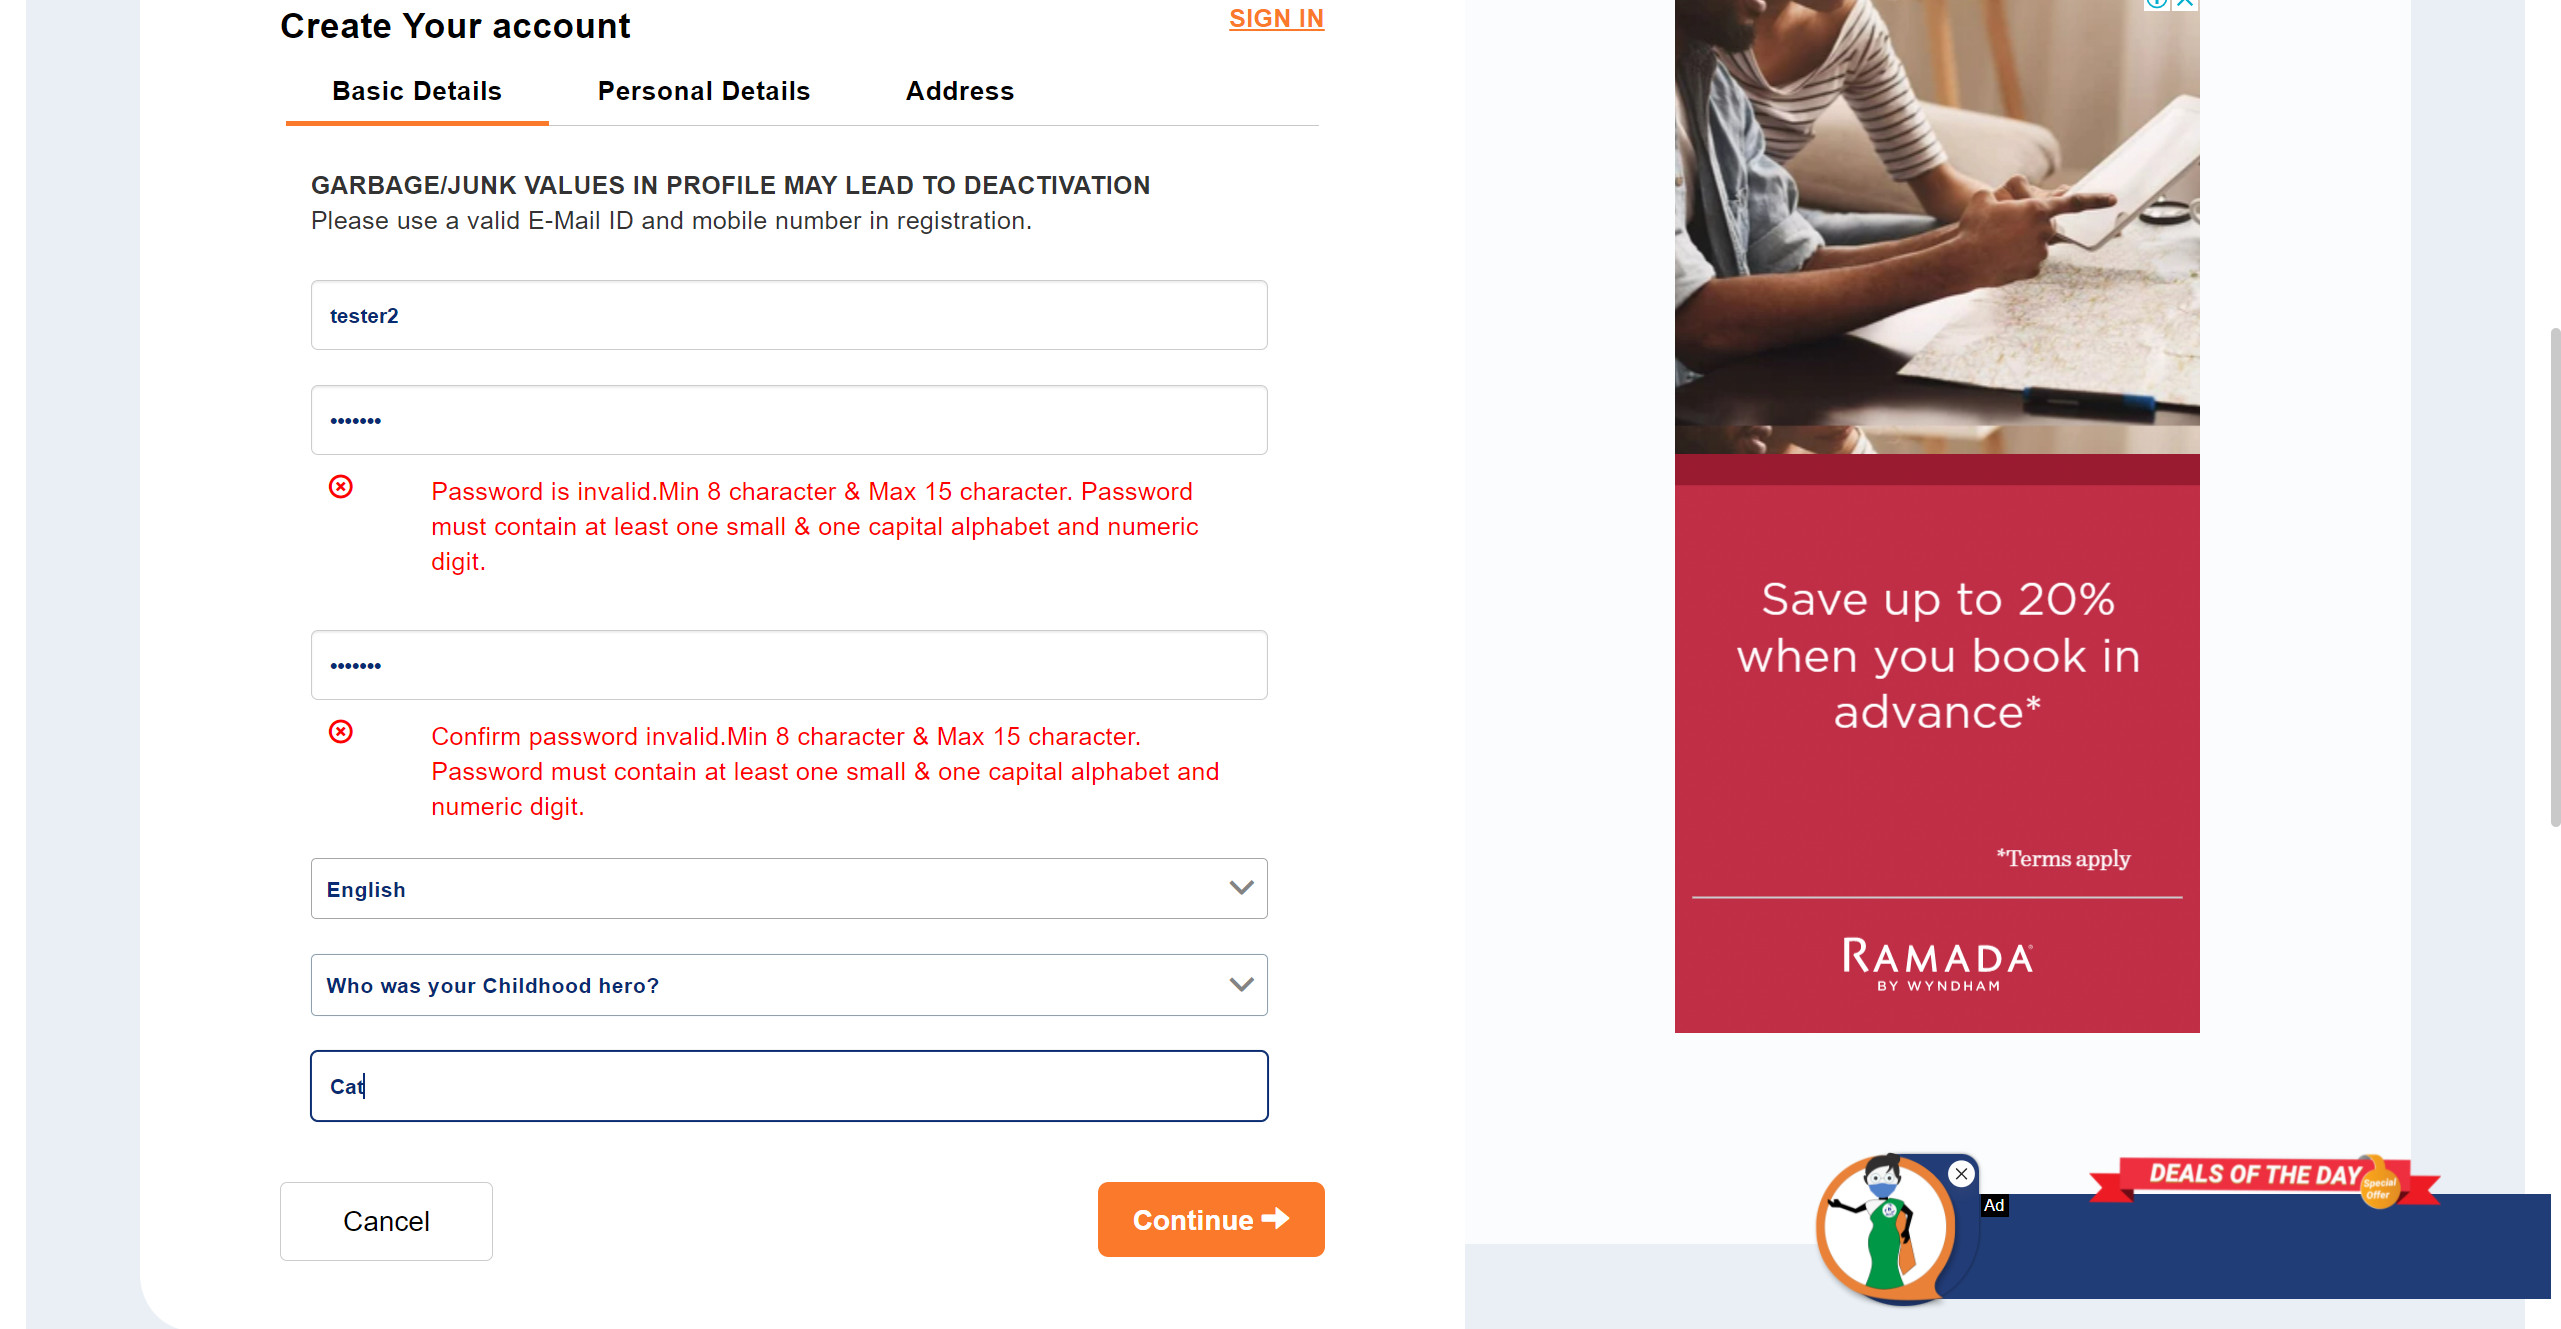 Create Your account
SIGN IN
Basic Details
Personal Details
Address
GARBAGE/JUNK VALUES IN PROFILE MAY LEAD TO DEACTIVATION
Please use a valid E-Mail ID and mobile number in registration.
tester2
•••••••
Password is invalid.Min 8 character & Max 15 character. Password
must contain at least one small & one capital alphabet and numeric
digit.
•••••••
Confirm password invalid.Min 8 character & Max 15 character.
Password must contain at least one small & one capital alphabet and
numeric digit.
English
Who was your Childhood hero?
Cat
Cancel
Continue
Save up to 20%
when you book in
advance*
*Terms apply
RAMADA
BY WYNDHAM
DEALS OF THE DAY
Special
Offer
Ad